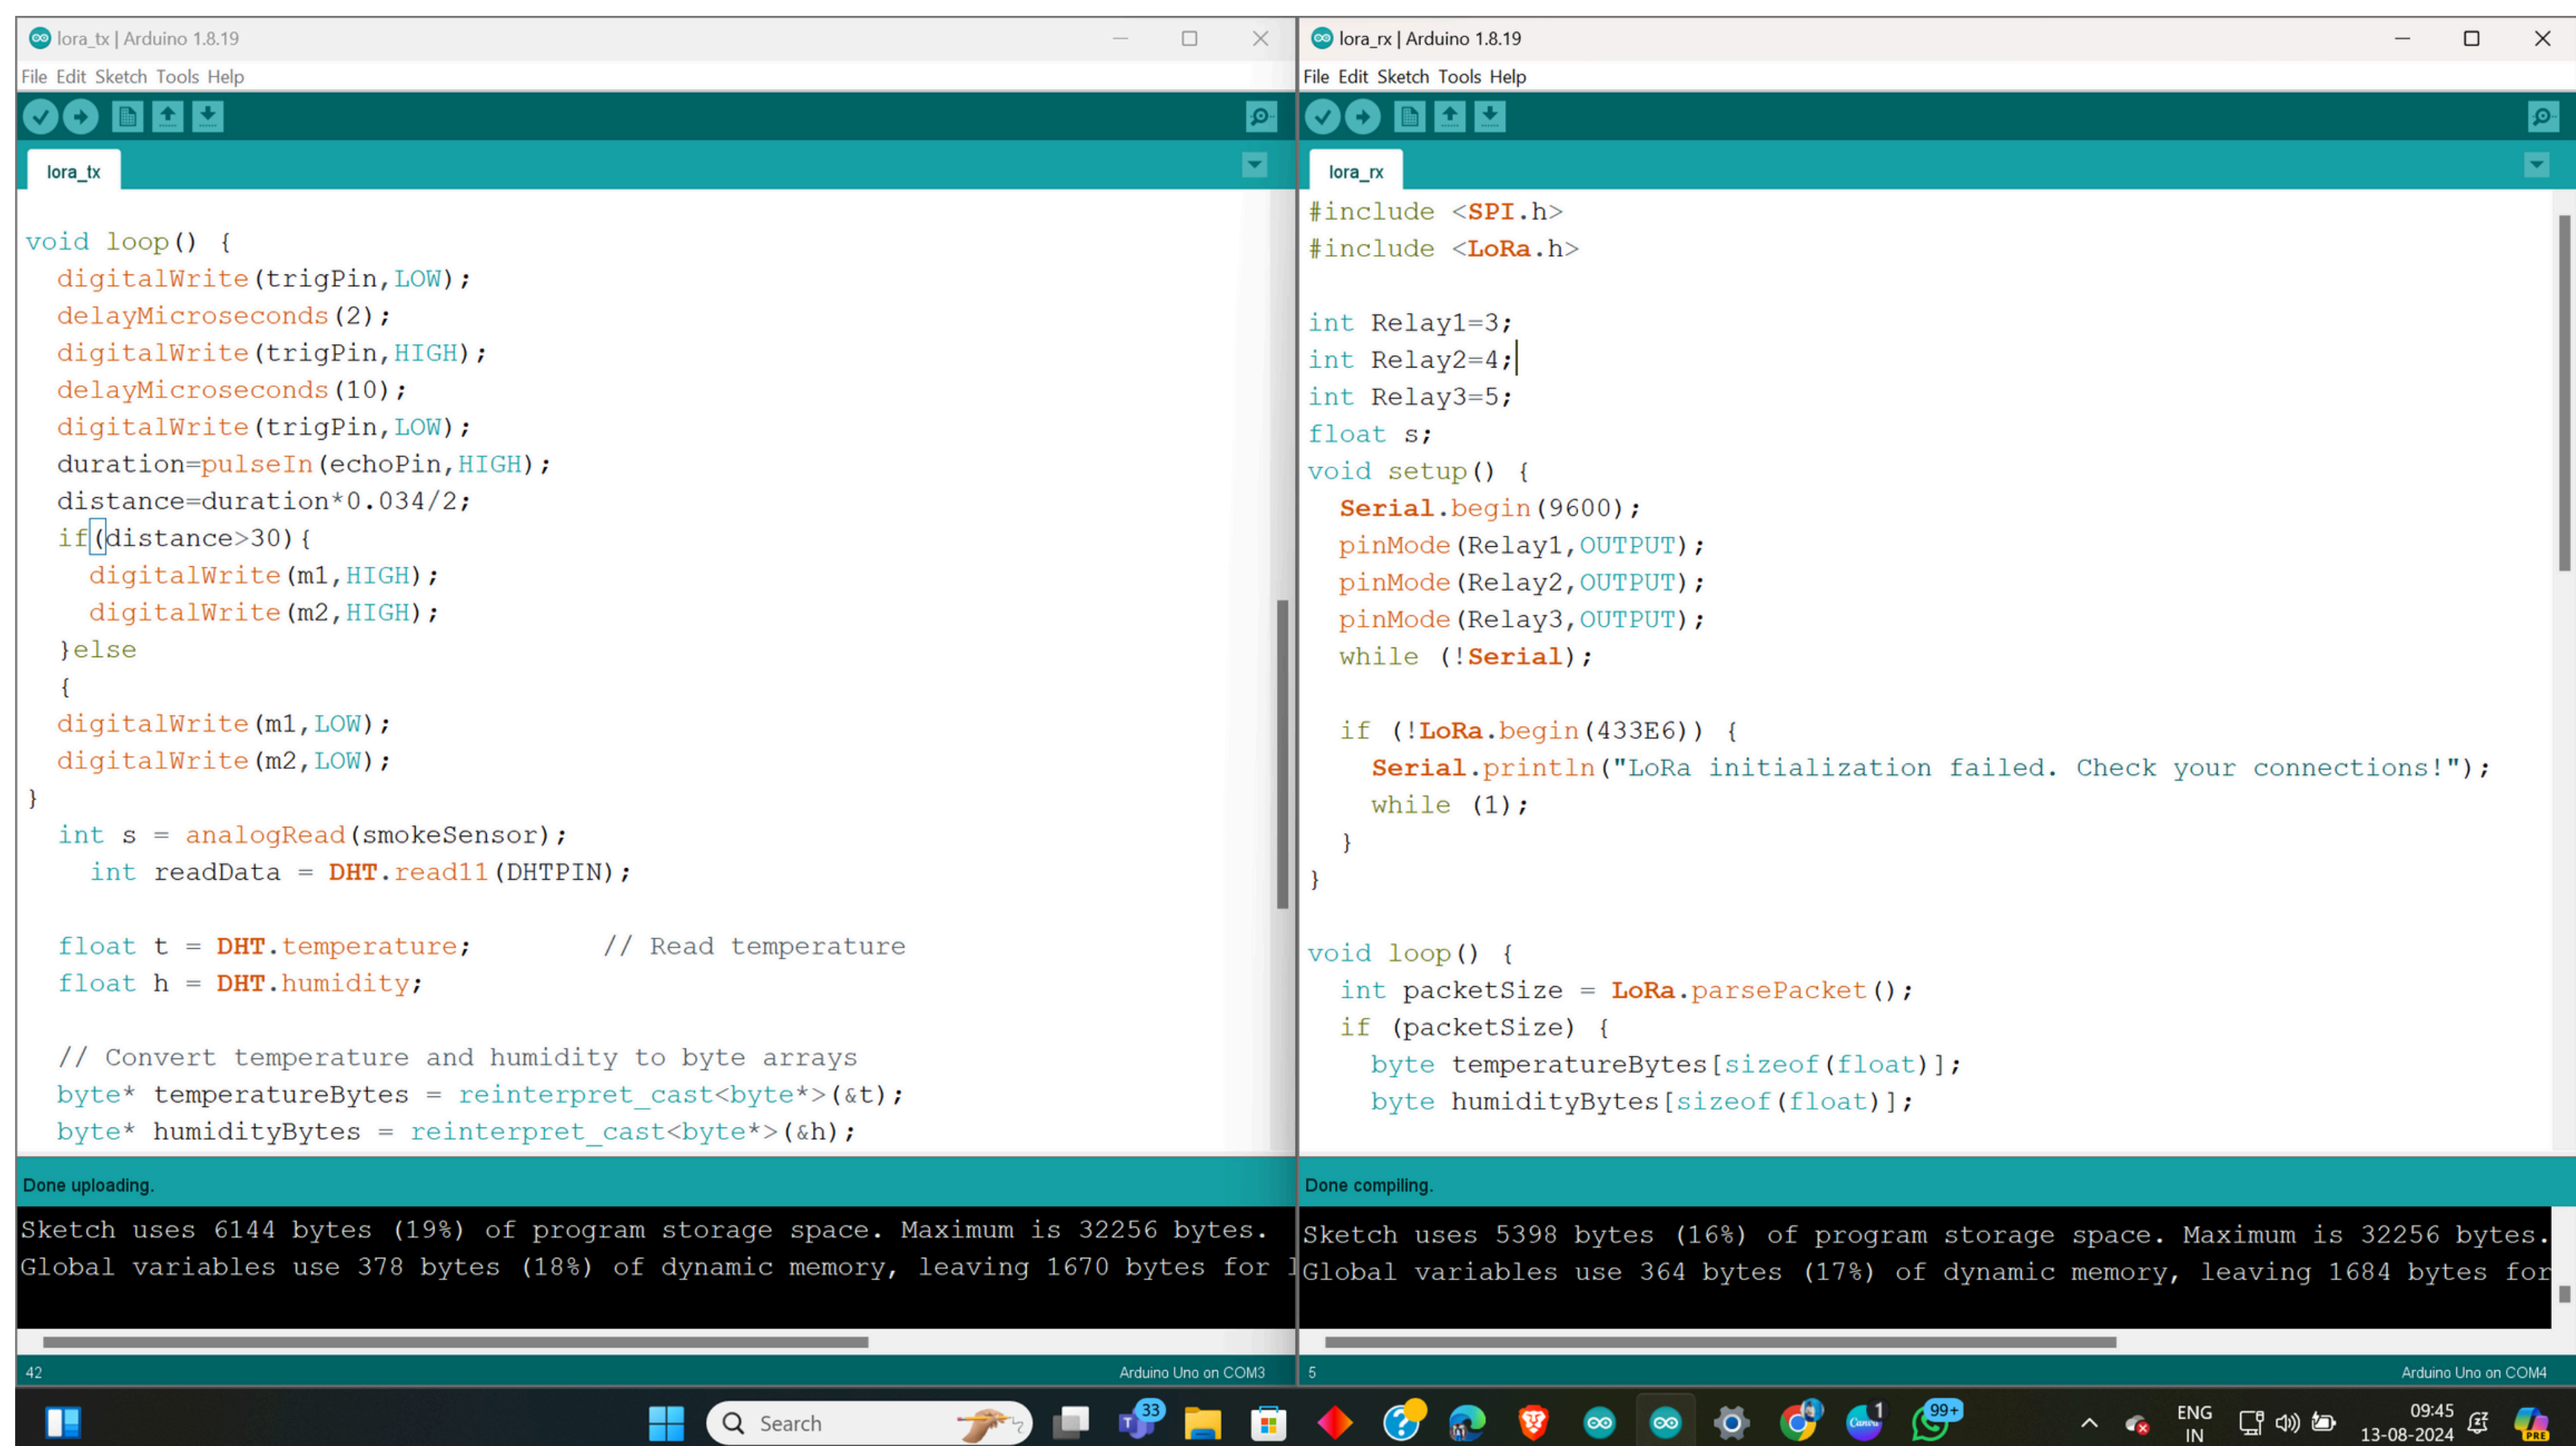 lora_tx | Arduino 1.8.19
File Edit Sketch Tools Help
lora_tx
void loop() {
  digitalWrite(trigPin,LOW);
  delayMicroseconds(2);
  digitalWrite(trigPin,HIGH);
  delayMicroseconds(10);
  digitalWrite(trigPin,LOW);
  duration=pulseIn(echoPin,HIGH);
  distance=duration*0.034/2;
  if(distance>30){
    digitalWrite(m1,HIGH);
    digitalWrite(m2,HIGH);
  }else
  {
  digitalWrite(m1,LOW);
  digitalWrite(m2,LOW);
}
  int s = analogRead(smokeSensor);
    int readData = DHT.read11(DHTPIN);
  float t = DHT.temperature;        // Read temperature
  float h = DHT.humidity;
  // Convert temperature and humidity to byte arrays
  byte* temperatureBytes = reinterpret_cast<byte*>(&t);
  byte* humidityBytes = reinterpret_cast<byte*>(&h);
Done uploading.
Sketch uses 6144 bytes (19%) of program storage space. Maximum is 32256 bytes.
Global variables use 378 bytes (18%) of dynamic memory, leaving 1670 bytes for l
42
Arduino Uno on COM3
lora_rx | Arduino 1.8.19
File Edit Sketch Tools Help
lora_rx
#include <SPI.h>
#include <LoRa.h>
int Relay1=3;
int Relay2=4;
int Relay3=5;
float s;
void setup() {
  Serial.begin(9600);
  pinMode(Relay1,OUTPUT);
  pinMode(Relay2,OUTPUT);
  pinMode(Relay3,OUTPUT);
  while (!Serial);
  if (!LoRa.begin(433E6)) {
    Serial.println("LoRa initialization failed. Check your connections!");
    while (1);
  }
}
void loop() {
  int packetSize = LoRa.parsePacket();
  if (packetSize) {
    byte temperatureBytes[sizeof(float)];
    byte humidityBytes[sizeof(float)];
Done compiling.
Sketch uses 5398 bytes (16%) of program storage space. Maximum is 32256 bytes.
Global variables use 364 bytes (17%) of dynamic memory, leaving 1684 bytes for
5
Arduino Uno on COM4
Search
T
33
Canva
1
99+
ENG
IN
09:45
13-08-2024
PRE